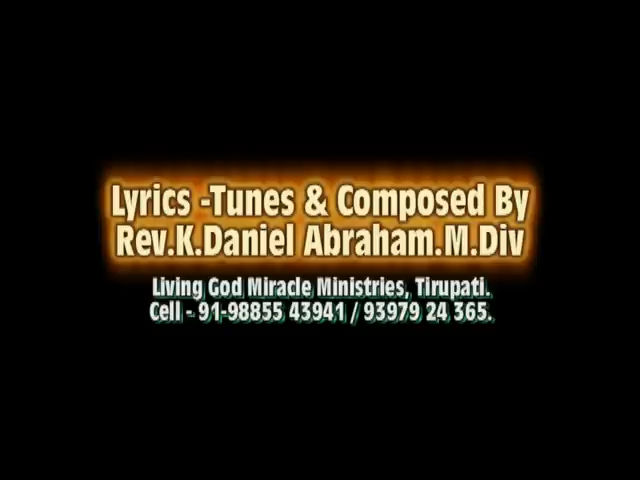 Lyrics -Tunes & Composed By
Rev.K.Daniel Abraham.M.Div
Living God Miracle Ministries, Tirupati.
Cell - 91-98855 43941 / 93979 24 365.